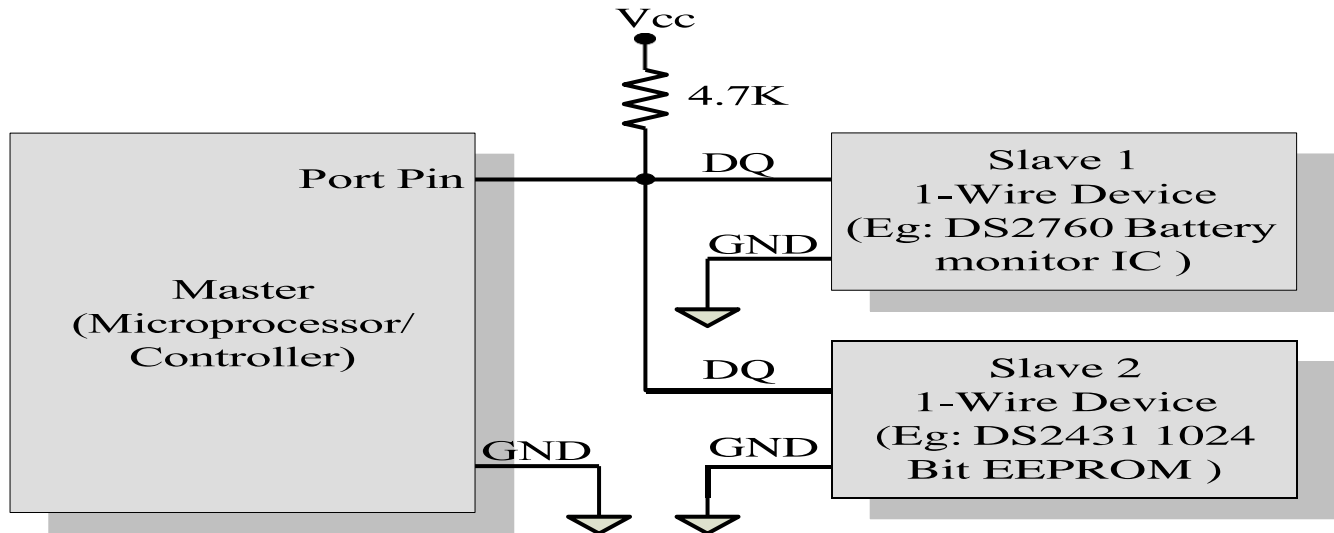 Vcc
4.7K
Port Pin
DQ
Slave 1
1-Wire Device
(Eg: DS2760 Battery
monitor IC )
GND
Master
(Microprocessor/
Controller)
DQ
Slave 2
1-Wire Device
(Eg: DS2431 1024
Bit EEPROM )
GND
GND